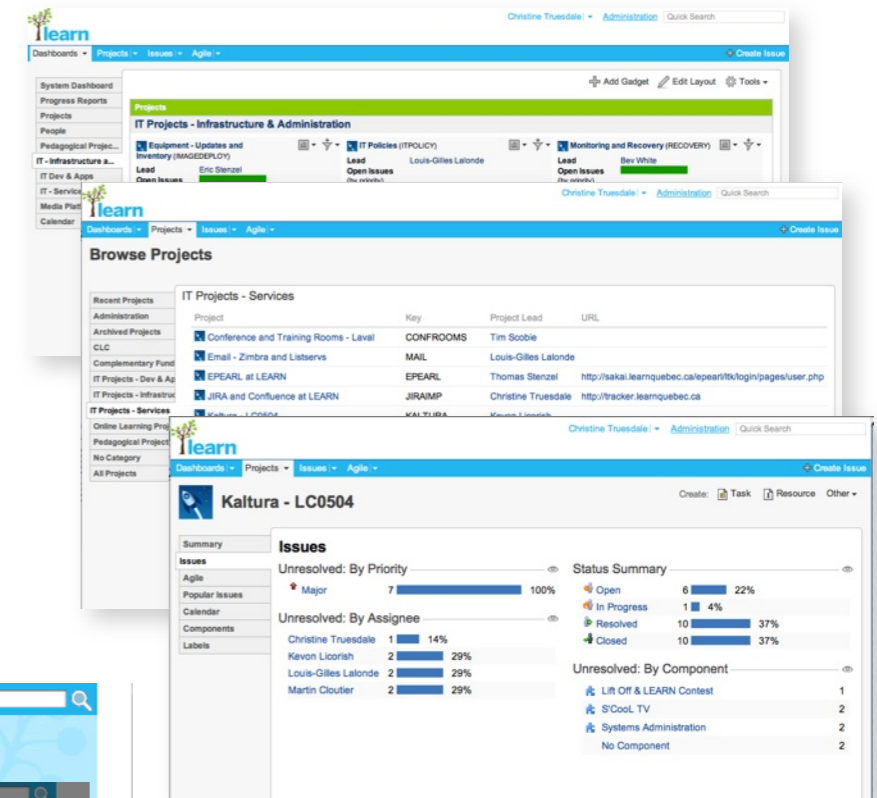 Christine Truesdale Administration Quick Search
learn
Dashboards Projects Issues Agile Create Issue
Add Gadget Edit Layout Tools
System Dashboard
Progress Reports
Projects
People
Pedagogical Projec...
IT - Infrastructure a...
IT Dev & Apps
IT - Service
Media Platf
Calendar
Projects
IT Projects - Infrastructure & Administration
Equipment - Updates and Inventory (IMAGEDEPLOY)
Lead Eric Stenzel
Open Issues
IT Policies (ITPOLICY)
Lead Louis-Gilles Lalonde
Open Issues
(by priority)
Monitoring and Recovery (RECOVERY)
Lead Bev White
Open Issues
(by priority)
Christine Truesdale Administration Quick Search
learn
Dashboards Projects Issues Agile Create Issue
Browse Projects
Recent Projects
Administration
Archived Projects
CLC
Complementary Fund
IT Projects - Dev & Ap
IT Projects - Infrastruc
IT Projects - Services
Online Learning Proj
Pedagogical Project
No Category
All Projects
IT Projects - Services
Project Key Project Lead URL
Conference and Training Rooms - Laval CONFROOMS Tim Scobie
Email - Zimbra and Listservs MAIL Louis-Gilles Lalonde
EPEARL at LEARN EPEARL Thomas Stenzel http://sakai.learnquebec.ca/epearl/ltk/login/pages/user.php
JIRA and Confluence at LEARN JIRAIMP Christine Truesdale http://tracker.learnquebec.ca
Kaltura - LC0504 KALTURA Kevon Licorish
Christine Truesdale Administration Quick Search
learn
Dashboards Projects Issues Agile Create Issue
Kaltura - LC0504
Create: Task Resource Other
Summary
Issues
Agile
Popular Issues
Calendar
Components
Labels
Issues
Unresolved: By Priority
Major 7 100%
Unresolved: By Assignee
Christine Truesdale 1 14%
Kevon Licorish 2 29%
Louis-Gilles Lalonde 2 29%
Martin Cloutier 2 29%
Status Summary
Open 6 22%
In Progress 1 4%
Resolved 10 37%
Closed 10 37%
Unresolved: By Component
Lift Off & LEARN Contest 1
S'CooL TV 2
Systems Administration 2
No Component 2